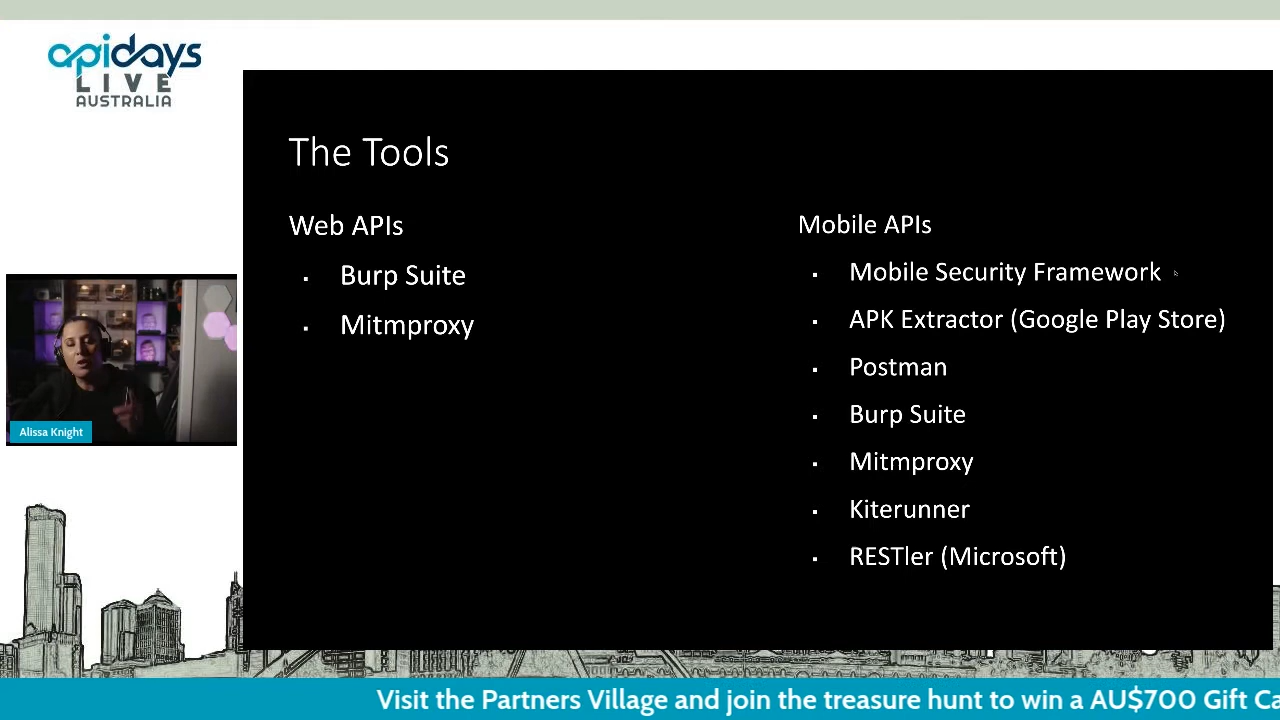 apidays
LIVE
AUSTRALIA
The Tools
Web APIs
Burp Suite
Mitmproxy
Mobile APIs
Mobile Security Framework
APK Extractor (Google Play Store)
Postman
Burp Suite
Mitmproxy
Kiterunner
RESTler (Microsoft)
Alissa Knight
Visit the Partners Village and join the treasure hunt to win a AU$700 Gift Ca